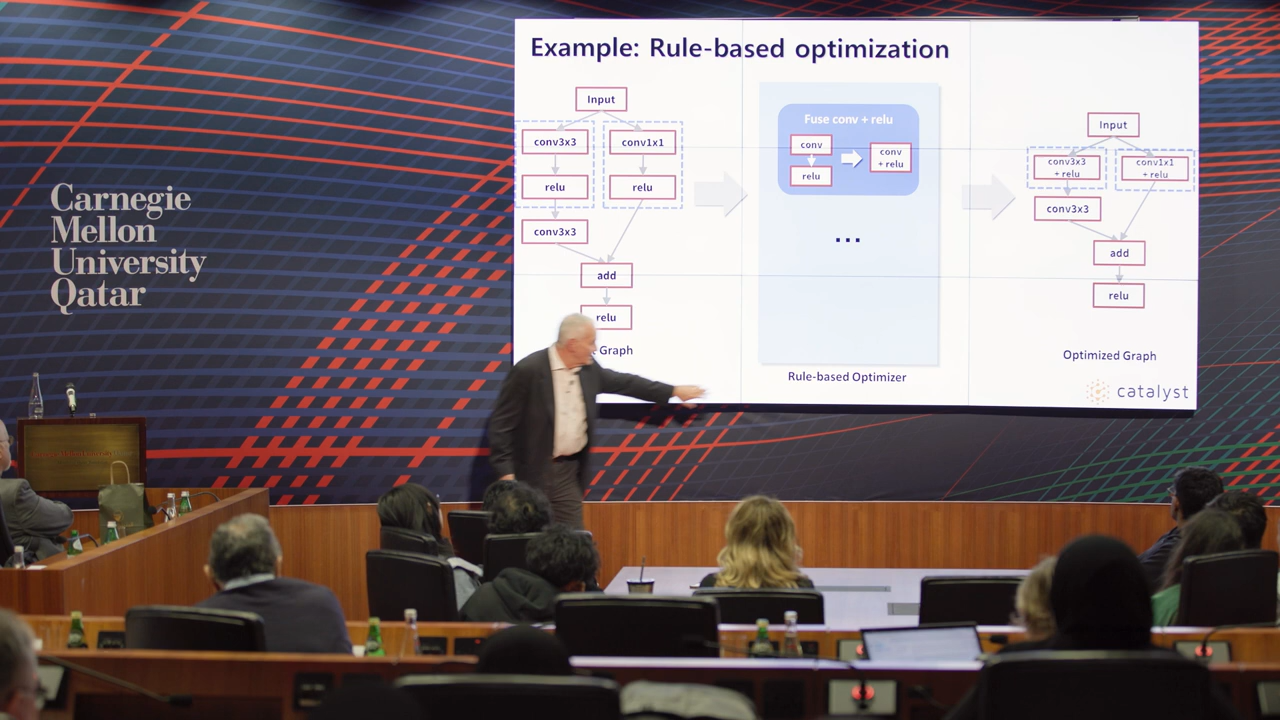 Example: Rule-based optimization
Carnegie
Mellon
University
Qatar
Input
conv3x3
conv1x1
relu
relu
conv3x3
add
relu
Graph
Fuse conv + relu
conv
relu
conv
+ relu
...
Rule-based Optimizer
Input
conv3x3
+ relu
conv1x1
+ relu
conv3x3
add
relu
Optimized Graph
catalyst